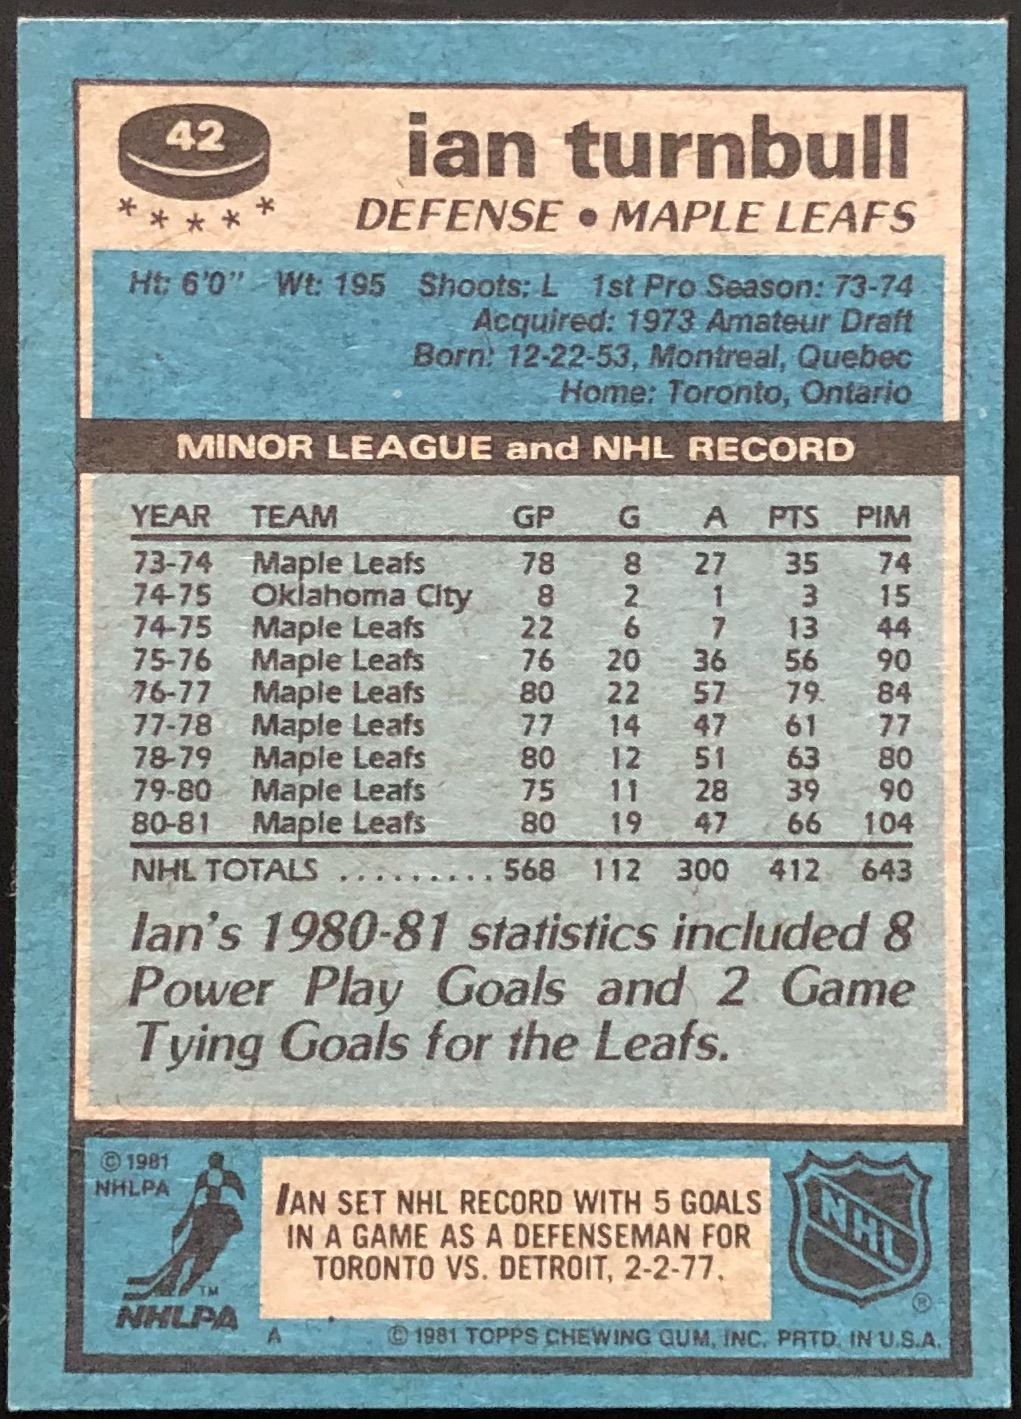 42
ian turnbull
DEFENSE • MAPLE LEAFS
Ht: 6'0" Wt: 195 Shoots: L 1st Pro Season: 73-74
Acquired: 1973 Amateur Draft
Born: 12-22-53, Montreal, Quebec
Home: Toronto, Ontario
MINOR LEAGUE and NHL RECORD
YEAR TEAM GP G A PTS PIM
73-74 Maple Leafs 78 8 27 35 74
74-75 Oklahoma City 8 2 1 3 15
74-75 Maple Leafs 22 6 7 13 44
75-76 Maple Leafs 76 20 36 56 90
76-77 Maple Leafs 80 22 57 79 84
77-78 Maple Leafs 77 14 47 61 77
78-79 Maple Leafs 80 12 51 63 80
79-80 Maple Leafs 75 11 28 39 90
80-81 Maple Leafs 80 19 47 66 104
NHL TOTALS .......... 568 112 300 412 643
Ian's 1980-81 statistics included 8
Power Play Goals and 2 Game
Tying Goals for the Leafs.
© 1981
NHLPA
TM
NHLPA
IAN SET NHL RECORD WITH 5 GOALS
IN A GAME AS A DEFENSEMAN FOR
TORONTO VS. DETROIT, 2-2-77.
NHL
®
A © 1981 TOPPS CHEWING GUM, INC. PRTD. IN U.S.A.